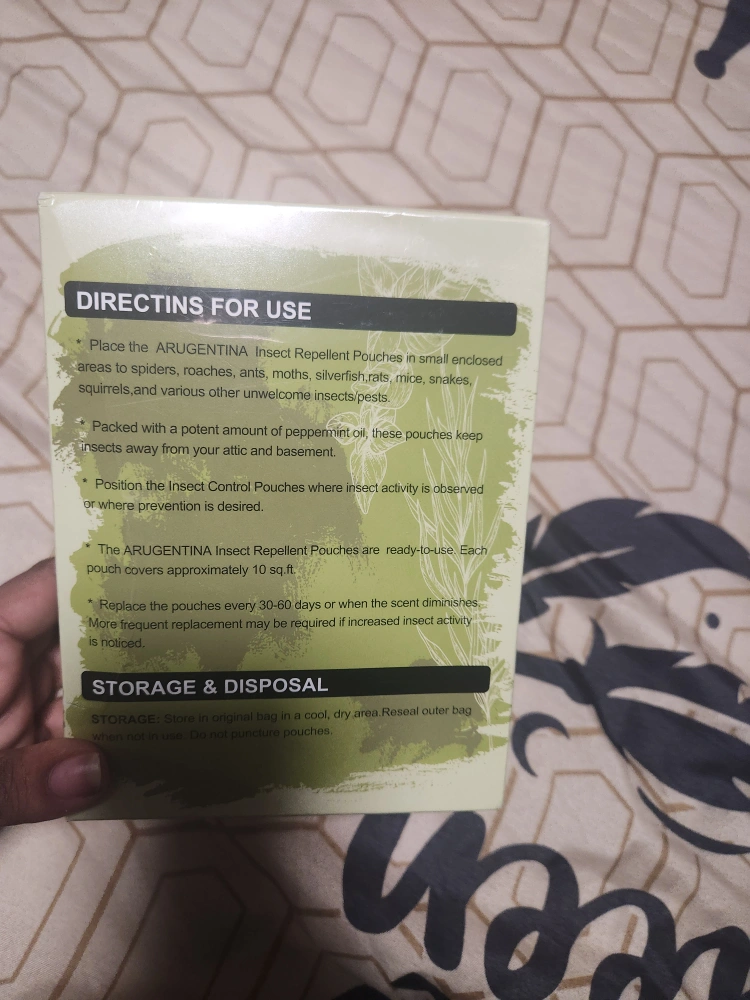 DIRECTINS FOR USE
* Place the ARUGENTINA Insect Repellent Pouches in small enclosed
areas to spiders, roaches, ants, moths, silverfish,rats, mice, snakes,
squirrels,and various other unwelcome insects/pests.
* Packed with a potent amount of peppermint oil, these pouches keep
insects away from your attic and basement.
* Position the Insect Control Pouches where insect activity is observed
or where prevention is desired.
* The ARUGENTINA Insect Repellent Pouches are ready-to-use. Each
pouch covers approximately 10 sq.ft.
* Replace the pouches every 30-60 days or when the scent diminishes.
More frequent replacement may be required if increased insect activity
is noticed.
STORAGE & DISPOSAL
STORAGE: Store in original bag in a cool, dry area.Reseal outer bag
when not in use. Do not puncture pouches.